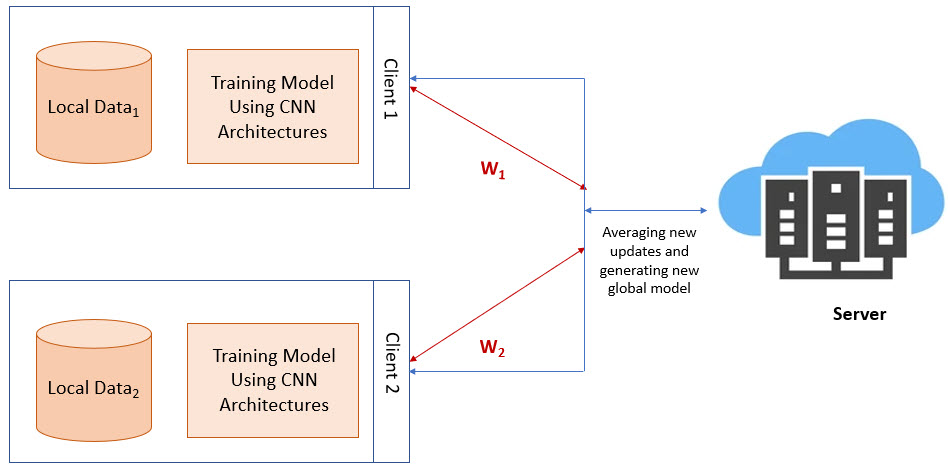 Local Data₁
Training Model
Using CNN
Architectures
Client 1
W₁
Averaging new
updates and
generating new
global model
Server
Local Data₂
Training Model
Using CNN
Architectures
Client 2
W₂